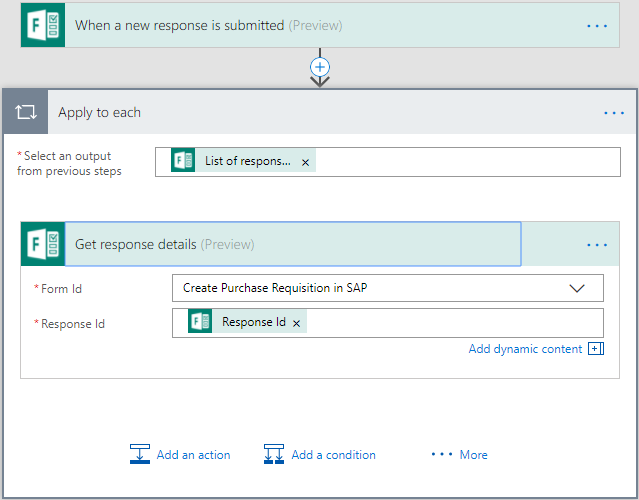 When a new response is submitted (Preview)
Apply to each
*Select an output
from previous steps
List of respons... x
Get response details (Preview)
*Form Id
Create Purchase Requisition in SAP
*Response Id
Response Id x
Add dynamic content
Add an action
Add a condition
More